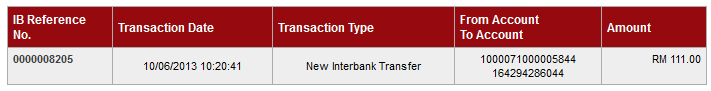 IB Reference No. Transaction Date Transaction Type From Account To Account Amount
0000008205 10/06/2013 10:20:41 New Interbank Transfer 1000071000005844 164294286044 RM 111.00